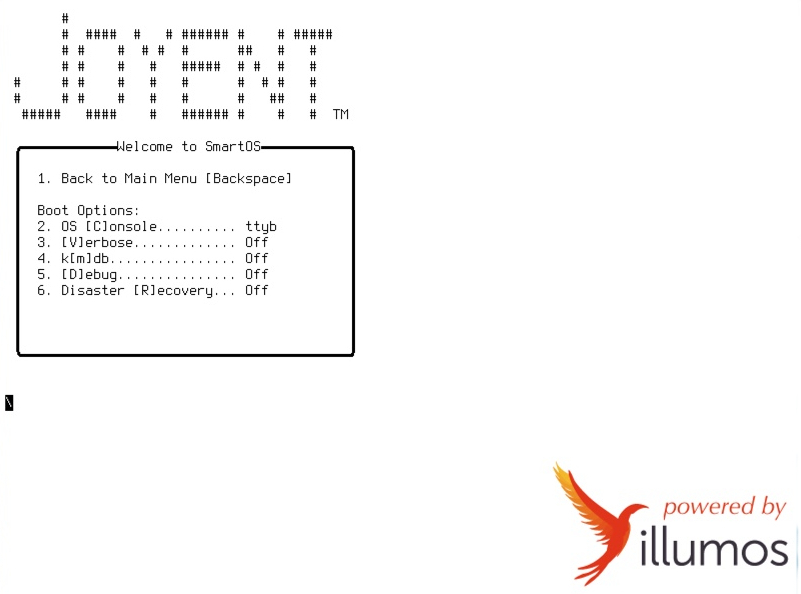 JOYENT TM
Welcome to SmartOS
1. Back to Main Menu [Backspace]
Boot Options:
2. OS [C]onsole.......... ttyb
3. [V]erbose............. Off
4. k[m]db................ Off
5. [D]ebug............... Off
6. Disaster [R]ecovery... Off
\
powered by
illumos